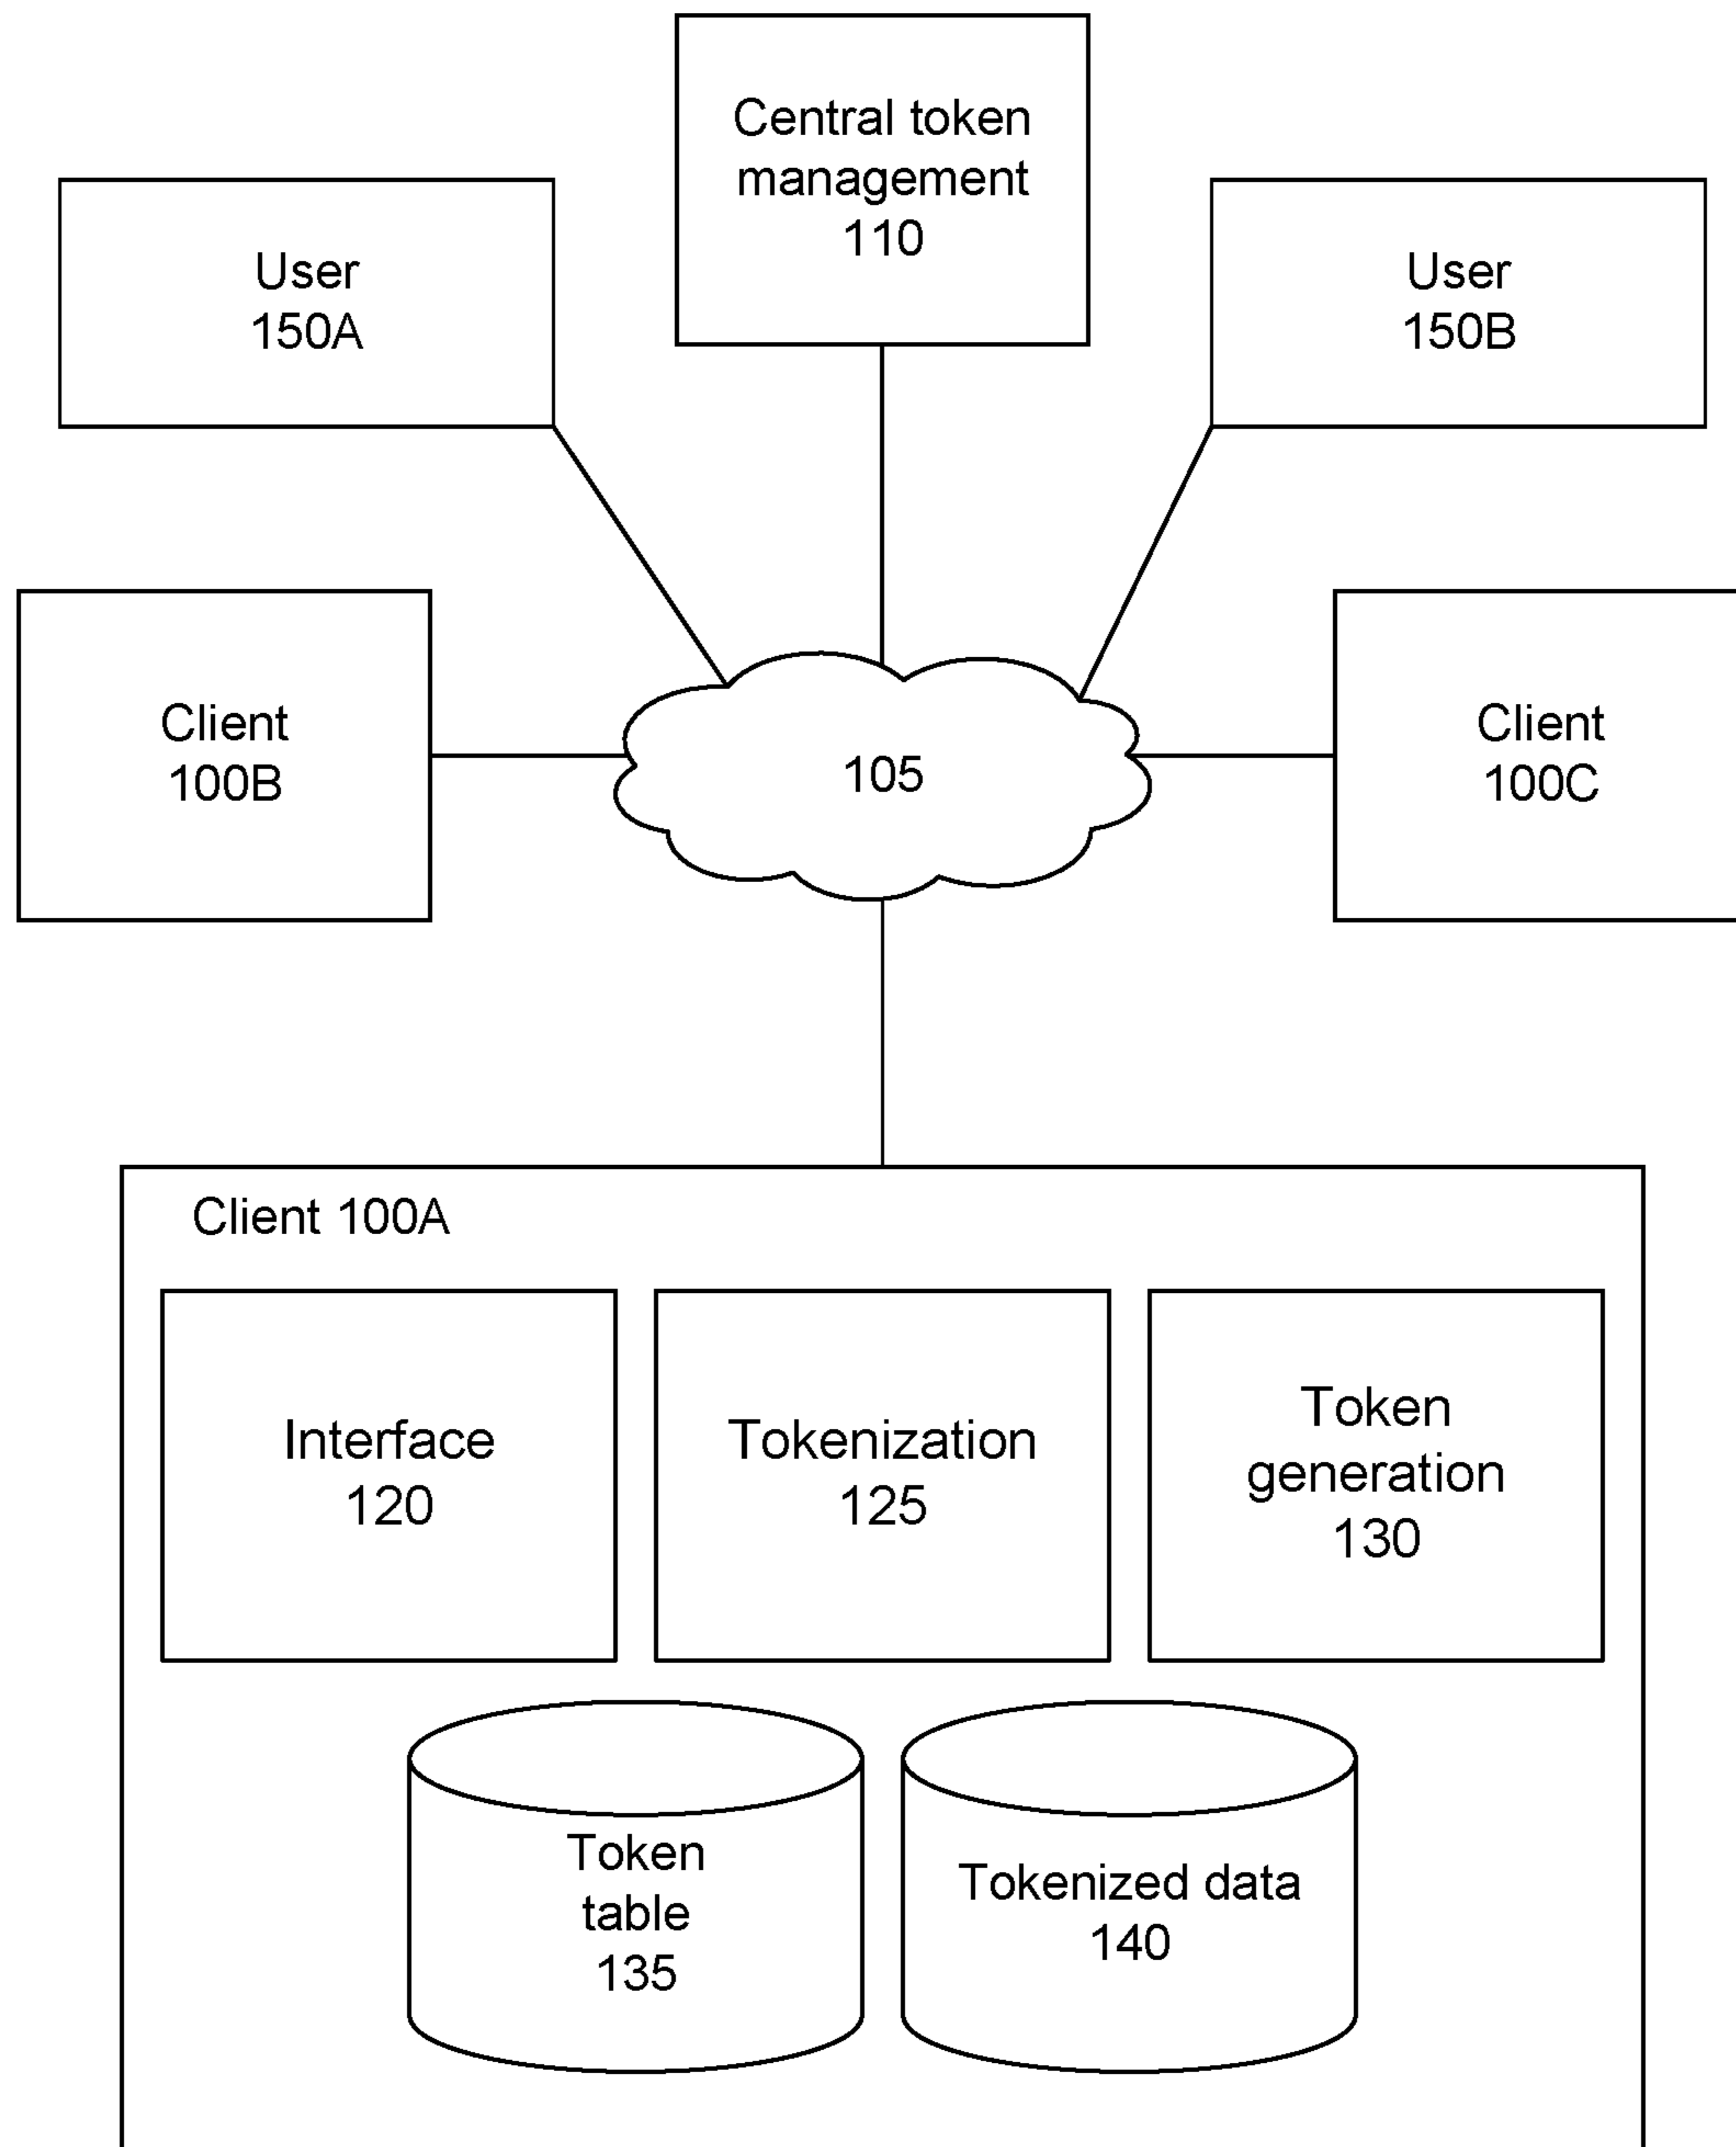 Central token
management
110
User
150A
User
150B
Client
100B
105
Client
100C
Client 100A
Interface
120
Tokenization
125
Token
generation
130
Token
table
135
Tokenized data
140